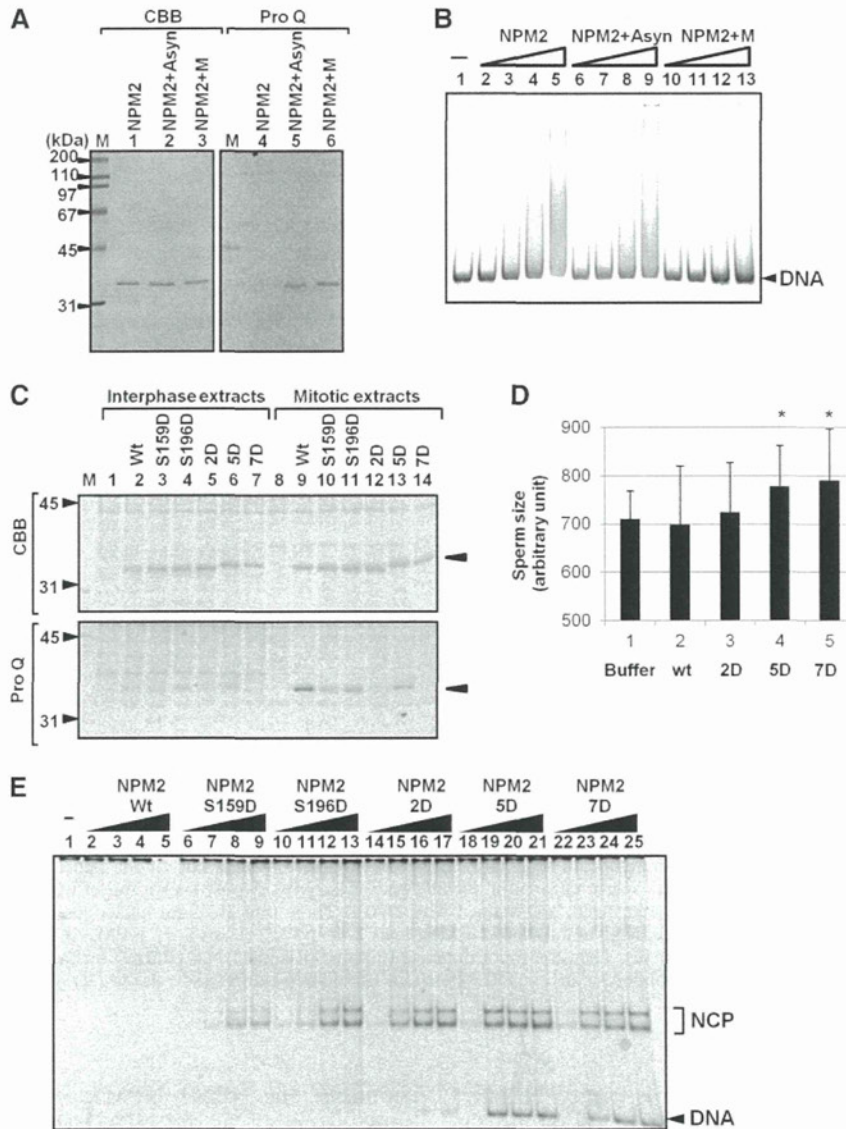 A
CBB
Pro Q
NPM2
NPM2+Asyn
NPM2+M
NPM2
NPM2+Asyn
NPM2+M
(kDa) M 1 2 3 M 4 5 6
200
110
97
67
45
31
B
NPM2 NPM2+Asyn NPM2+M
– 
1 2 3 4 5 6 7 8 9 10 11 12 13
DNA
C
Interphase extracts Mitotic extracts
Wt S159D S196D 2D 5D 7D Wt S159D S196D 2D 5D 7D
M 1 2 3 4 5 6 7 8 9 10 11 12 13 14
CBB
45
31
Pro Q
45
31
D
Sperm size
(arbitrary unit)
900
800
700
600
500
* *
1 2 3 4 5
Buffer wt 2D 5D 7D
E
NPM2 NPM2 NPM2 NPM2 NPM2 NPM2
– Wt S159D S196D 2D 5D 7D
1 2 3 4 5 6 7 8 9 10 11 12 13 14 15 16 17 18 19 20 21 22 23 24 25
NCP
DNA